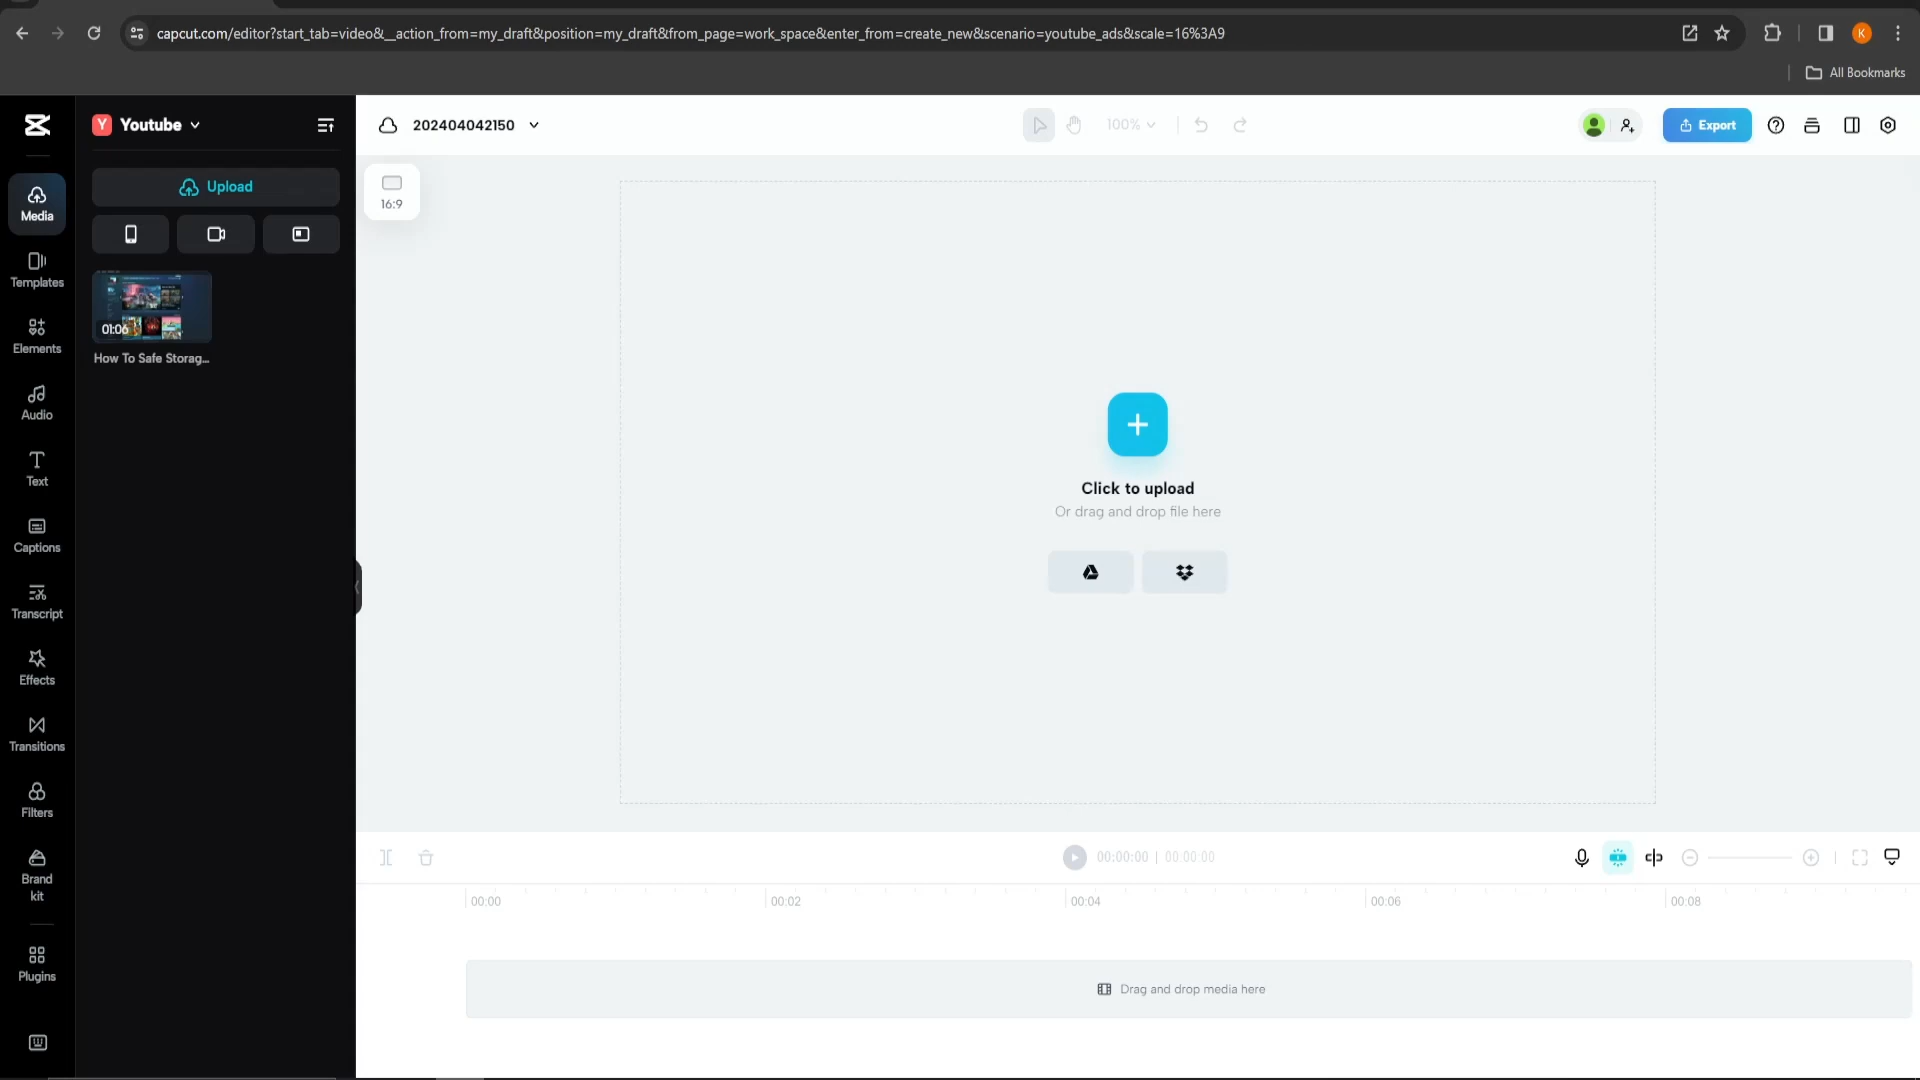 capcut.com/editor?start_tab=video&__action_from=my_draft&position=my_draft&from_page=work_space&enter_from=create_new&scenario=youtube_ads&scale=16%3A9
K
All Bookmarks
Y Youtube
202404042150
100%
Export
Upload
16:9
Media
Templates
Elements
Audio
Text
Captions
Transcript
Effects
Transitions
Filters
Brand
kit
Plugins
01:06
How To Safe Storag...
Click to upload
Or drag and drop file here
00:00:00 | 00:00:00
00:00
00:02
00:04
00:06
00:08
Drag and drop media here